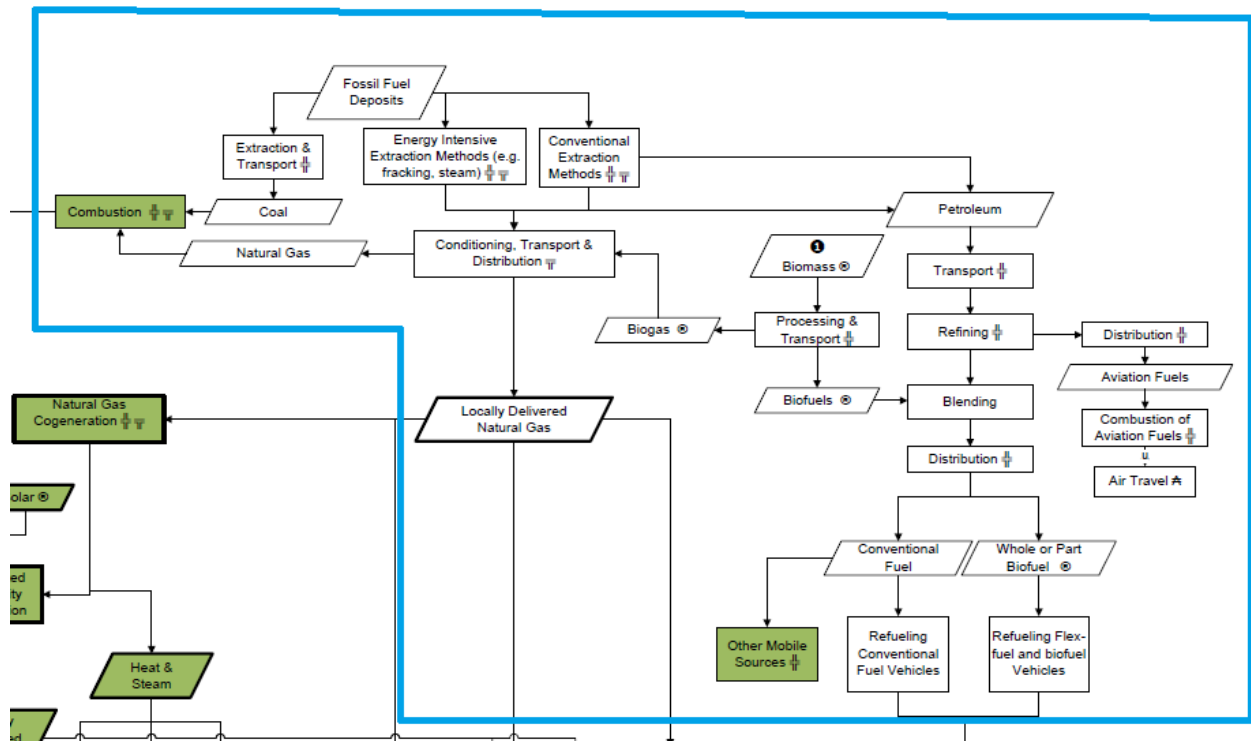 Fossil Fuel
Deposits
Extraction &
Transport ╬
Energy Intensive
Extraction Methods (e.g.
fracking, steam) ╬ ╦
Conventional
Extraction
Methods ╬ ╦
Combustion ╬ ╦
Coal
Petroleum
Natural Gas
Conditioning, Transport &
Distribution ╦
❶
Biomass ®
Transport ╬
Biogas ®
Processing &
Transport ╬
Refining ╬
Distribution ╬
Aviation Fuels
Biofuels ®
Blending
Natural Gas
Cogeneration ╬ ╦
Locally Delivered
Natural Gas
Combustion of
Aviation Fuels ╬
u.
Distribution ╬
Air Travel ₳
olar ®
Conventional
Fuel
Whole or Part
Biofuel ®
ed
ty
on
Other Mobile
Sources ╬
Refueling
Conventional
Fuel Vehicles
Refueling Flex-
fuel and biofuel
Vehicles
Heat &
Steam
ed